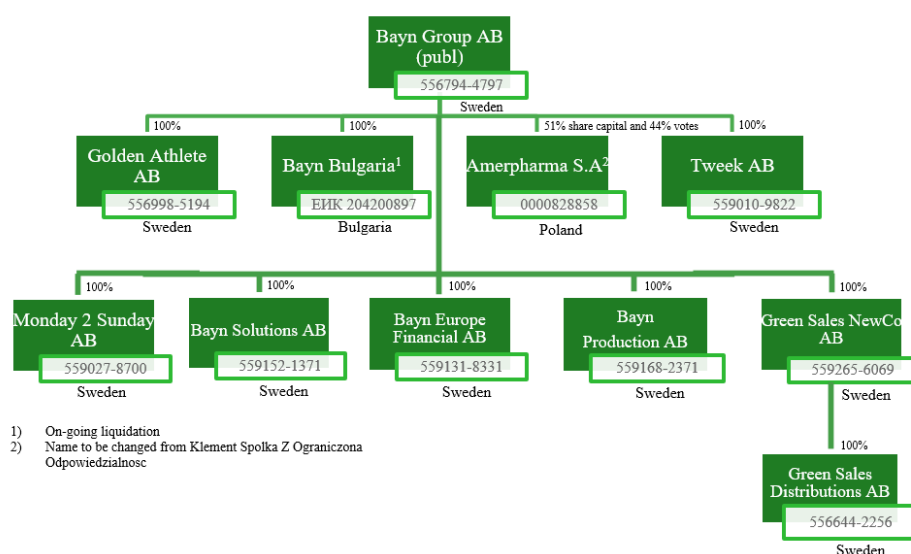 Bayn Group AB
(publ)
556794-4797
Sweden
100%
100%
51% share capital and 44% votes
100%
Golden Athlete
AB
556998-5194
Sweden
Bayn Bulgaria¹
ЕИК 204200897
Bulgaria
Amerpharma S.A²
0000828858
Poland
Tweek AB
559010-9822
Sweden
100%
100%
100%
100%
100%
Monday 2 Sunday
AB
559027-8700
Sweden
Bayn Solutions AB
559152-1371
Sweden
Bayn Europe
Financial AB
559131-8331
Sweden
Bayn
Production AB
559168-2371
Sweden
Green Sales NewCo
AB
559265-6069
Sweden
100%
Green Sales
Distributions AB
556644-2256
Sweden
1) On-going liquidation
2) Name to be changed from Klement Spolka Z Ograniczona
Odpowiedzialnosc